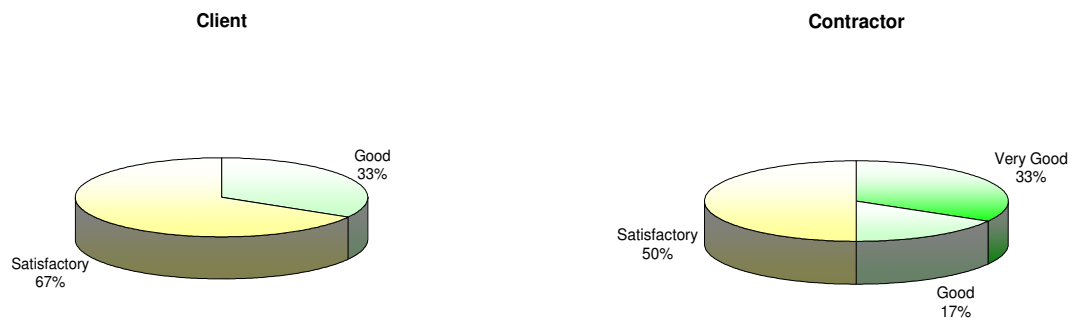 Client
Good
33%
Satisfactory
67%
Contractor
Very Good
33%
Satisfactory
50%
Good
17%